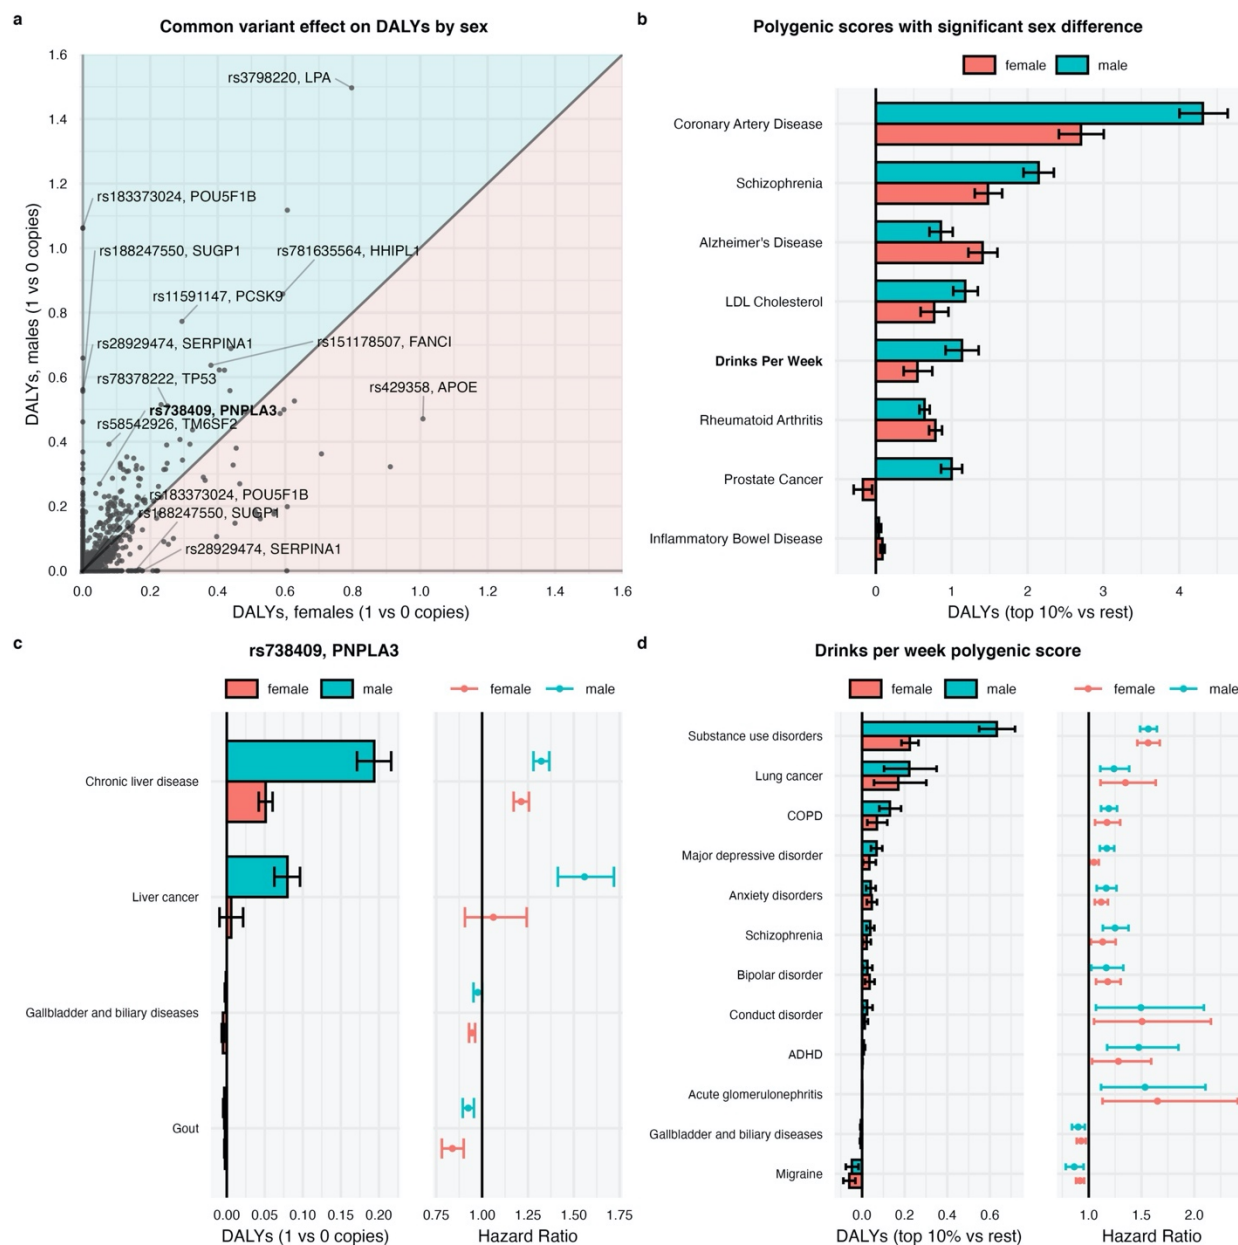 a
Common variant effect on DALYs by sex
1.6
1.4
1.2
1.0
0.8
0.6
0.4
0.2
0.0
DALYs, males (1 vs 0 copies)
rs3798220, LPA
rs183373024, POU5F1B
rs188247550, SUGP1
rs781635564, HHIPL1
rs11591147, PCSK9
rs28929474, SERPINA1
rs151178507, FANCI
rs78378222, TP53
rs429358, APOE
rs738409, PNPLA3
rs58542926, TM6SF2
rs183373024, POU5F1B
rs188247550, SUGP1
rs28929474, SERPINA1
0.0 0.2 0.4 0.6 0.8 1.0 1.2 1.4 1.6
DALYs, females (1 vs 0 copies)
b
Polygenic scores with significant sex difference
female male
Coronary Artery Disease
Schizophrenia
Alzheimer's Disease
LDL Cholesterol
Drinks Per Week
Rheumatoid Arthritis
Prostate Cancer
Inflammatory Bowel Disease
0 1 2 3 4
DALYs (top 10% vs rest)
c
rs738409, PNPLA3
female male
female male
Chronic liver disease
Liver cancer
Gallbladder and biliary diseases
Gout
0.00 0.05 0.10 0.15 0.20
DALYs (1 vs 0 copies)
0.75 1.00 1.25 1.50 1.75
Hazard Ratio
d
Drinks per week polygenic score
female male
female male
Substance use disorders
Lung cancer
COPD
Major depressive disorder
Anxiety disorders
Schizophrenia
Bipolar disorder
Conduct disorder
ADHD
Acute glomerulonephritis
Gallbladder and biliary diseases
Migraine
0.0 0.2 0.4 0.6
DALYs (top 10% vs rest)
1.0 1.5 2.0
Hazard Ratio